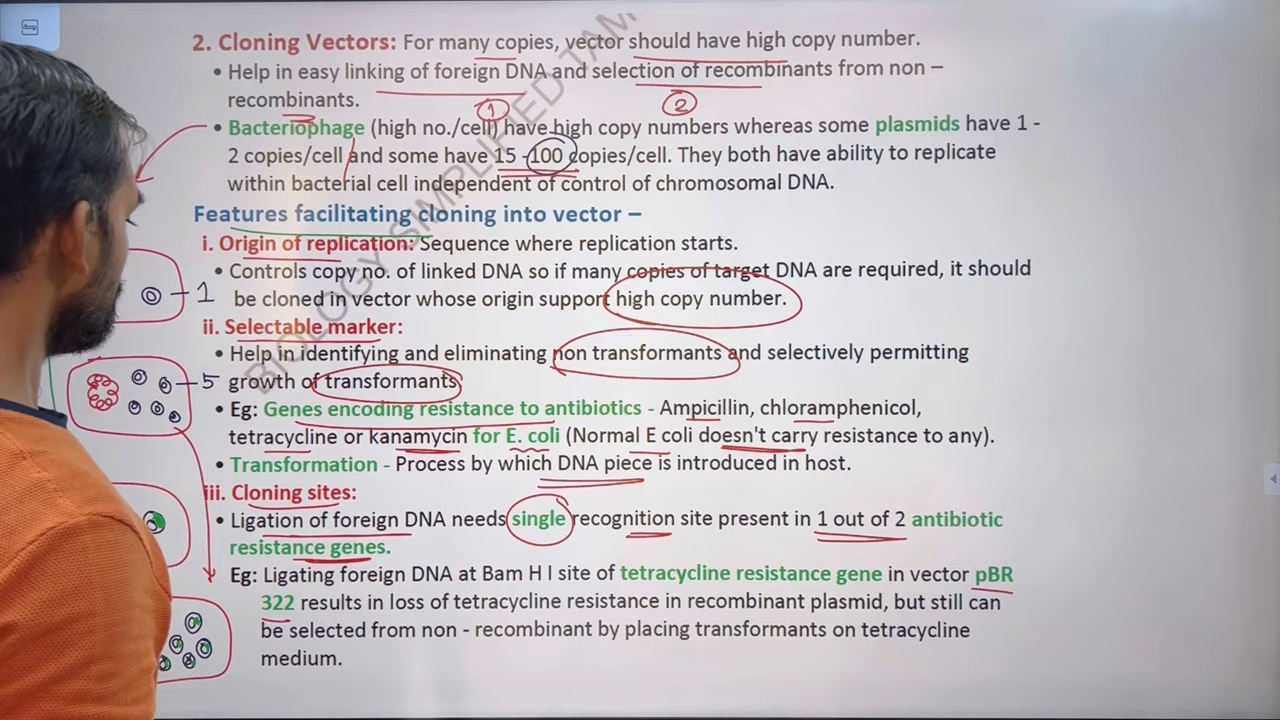 2. Cloning Vectors: For many copies, vector should have high copy number.
• Help in easy linking of foreign DNA and selection of recombinants from non –
recombinants.
1 2
• Bacteriophage (high no./cell) have high copy numbers whereas some plasmids have 1 -
2 copies/cell and some have 15 -100 copies/cell. They both have ability to replicate
within bacterial cell independent of control of chromosomal DNA.
Features facilitating cloning into vector –
i. Origin of replication: Sequence where replication starts.
• Controls copy no. of linked DNA so if many copies of target DNA are required, it should
1
be cloned in vector whose origin support high copy number.
ii. Selectable marker:
• Help in identifying and eliminating non transformants and selectively permitting
5
growth of transformants
• Eg: Genes encoding resistance to antibiotics - Ampicillin, chloramphenicol,
tetracycline or kanamycin for E. coli (Normal E coli doesn't carry resistance to any).
• Transformation - Process by which DNA piece is introduced in host.
iii. Cloning sites:
• Ligation of foreign DNA needs single recognition site present in 1 out of 2 antibiotic
resistance genes.
Eg: Ligating foreign DNA at Bam H I site of tetracycline resistance gene in vector pBR
322 results in loss of tetracycline resistance in recombinant plasmid, but still can
be selected from non - recombinant by placing transformants on tetracycline
medium.
BIOLOGY SIMPLIFIED TAM